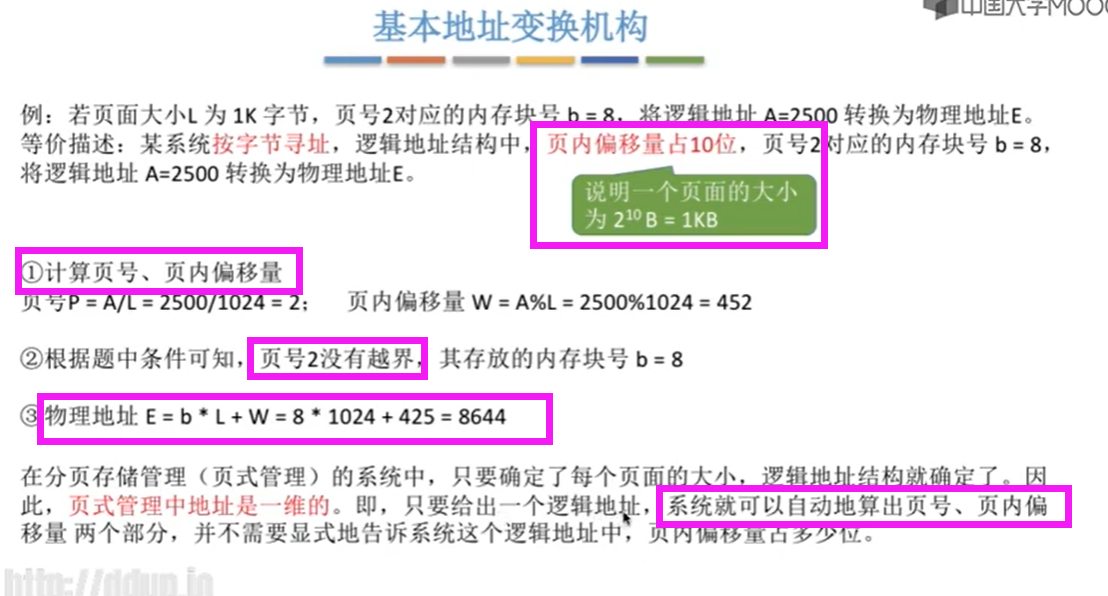 中国大学MOOC
基本地址变换机构
例：若页面大小L 为 1K 字节，页号2对应的内存块号 b = 8，将逻辑地址 A=2500 转换为物理地址E。
等价描述：某系统按字节寻址，逻辑地址结构中，页内偏移量占10位，页号2对应的内存块号 b = 8，
将逻辑地址 A=2500 转换为物理地址E。
说明一个页面的大小
为 2¹⁰ B = 1KB
①计算页号、页内偏移量
页号P = A/L = 2500/1024 = 2； 页内偏移量 W = A%L = 2500%1024 = 452
②根据题中条件可知，页号2没有越界，其存放的内存块号 b = 8
③物理地址 E = b * L + W = 8 * 1024 + 425 = 8644
在分页存储管理（页式管理）的系统中，只要确定了每个页面的大小，逻辑地址结构就确定了。因
此，页式管理中地址是一维的。即，只要给出一个逻辑地址，系统就可以自动地算出页号、页内偏
移量 两个部分，并不需要显式地告诉系统这个逻辑地址中，页内偏移量占多少位。